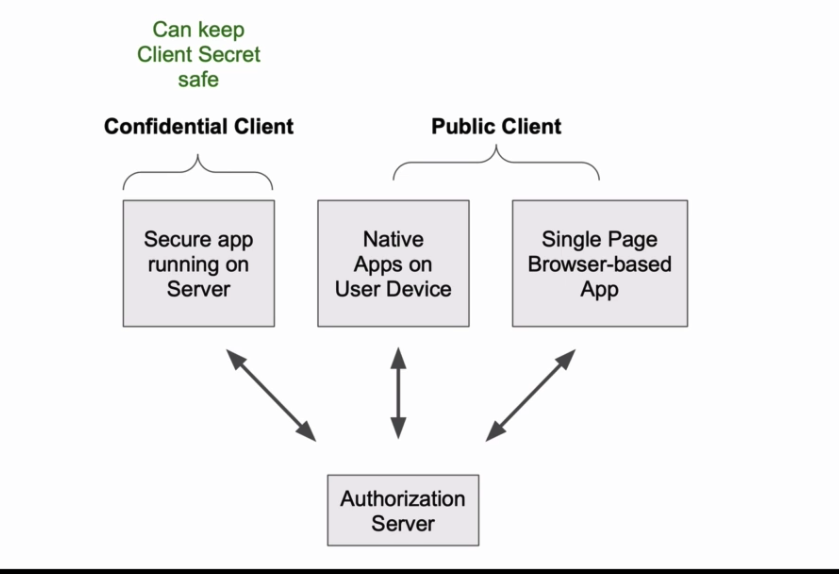 Can keep
Client Secret
safe
Confidential Client
Public Client
Secure app
running on
Server
Native
Apps on
User Device
Single Page
Browser-based
App
Authorization
Server